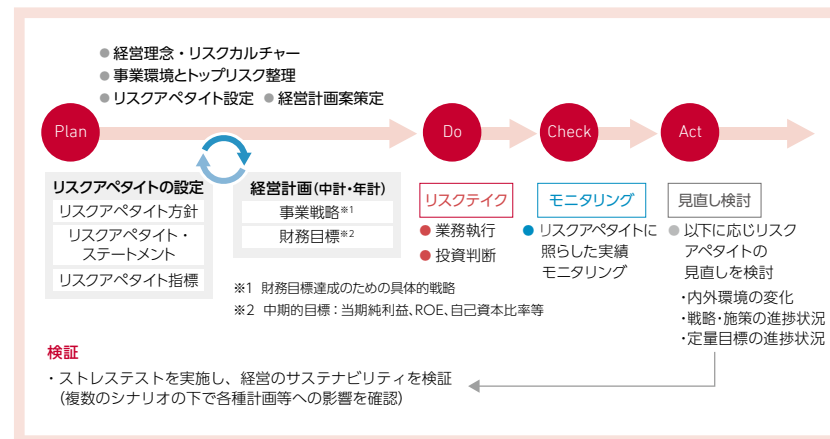 ● 経営理念・リスクカルチャー
● 事業環境とトップリスク整理
● リスクアペタイト設定 ● 経営計画案策定
Plan
Do
Check
Act
リスクアペタイトの設定
リスクアペタイト方針
リスクアペタイト・
ステートメント
リスクアペタイト指標
経営計画(中計・年計)
事業戦略※1
財務目標※2
※1 財務目標達成のための具体的戦略
※2 中期的目標：当期純利益、ROE、自己資本比率等
リスクテイク
● 業務執行
● 投資判断
モニタリング
● リスクアペタイトに
照らした実績
モニタリング
見直し検討
● 以下に応じリスク
アペタイトの
見直しを検討
・内外環境の変化
・戦略・施策の進捗状況
・定量目標の進捗状況
検証
・ストレステストを実施し、経営のサステナビリティを検証
（複数のシナリオの下で各種計画等への影響を確認）